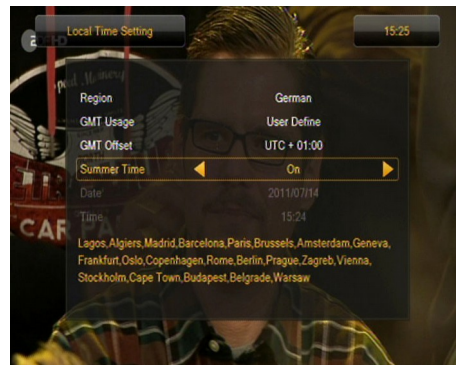 Local Time Setting
15:25
Region German
GMT Usage User Define
GMT Offset UTC + 01:00
Summer Time On
Date 2011/07/14
Time 15:24
Lagos,Algiers,Madrid,Barcelona,Paris,Brussels,Amsterdam,Geneva,
Frankfurt,Oslo,Copenhagen,Rome,Berlin,Prague,Zagreb,Vienna,
Stockholm,Cape Town,Budapest,Belgrade,Warsaw
CAR PA